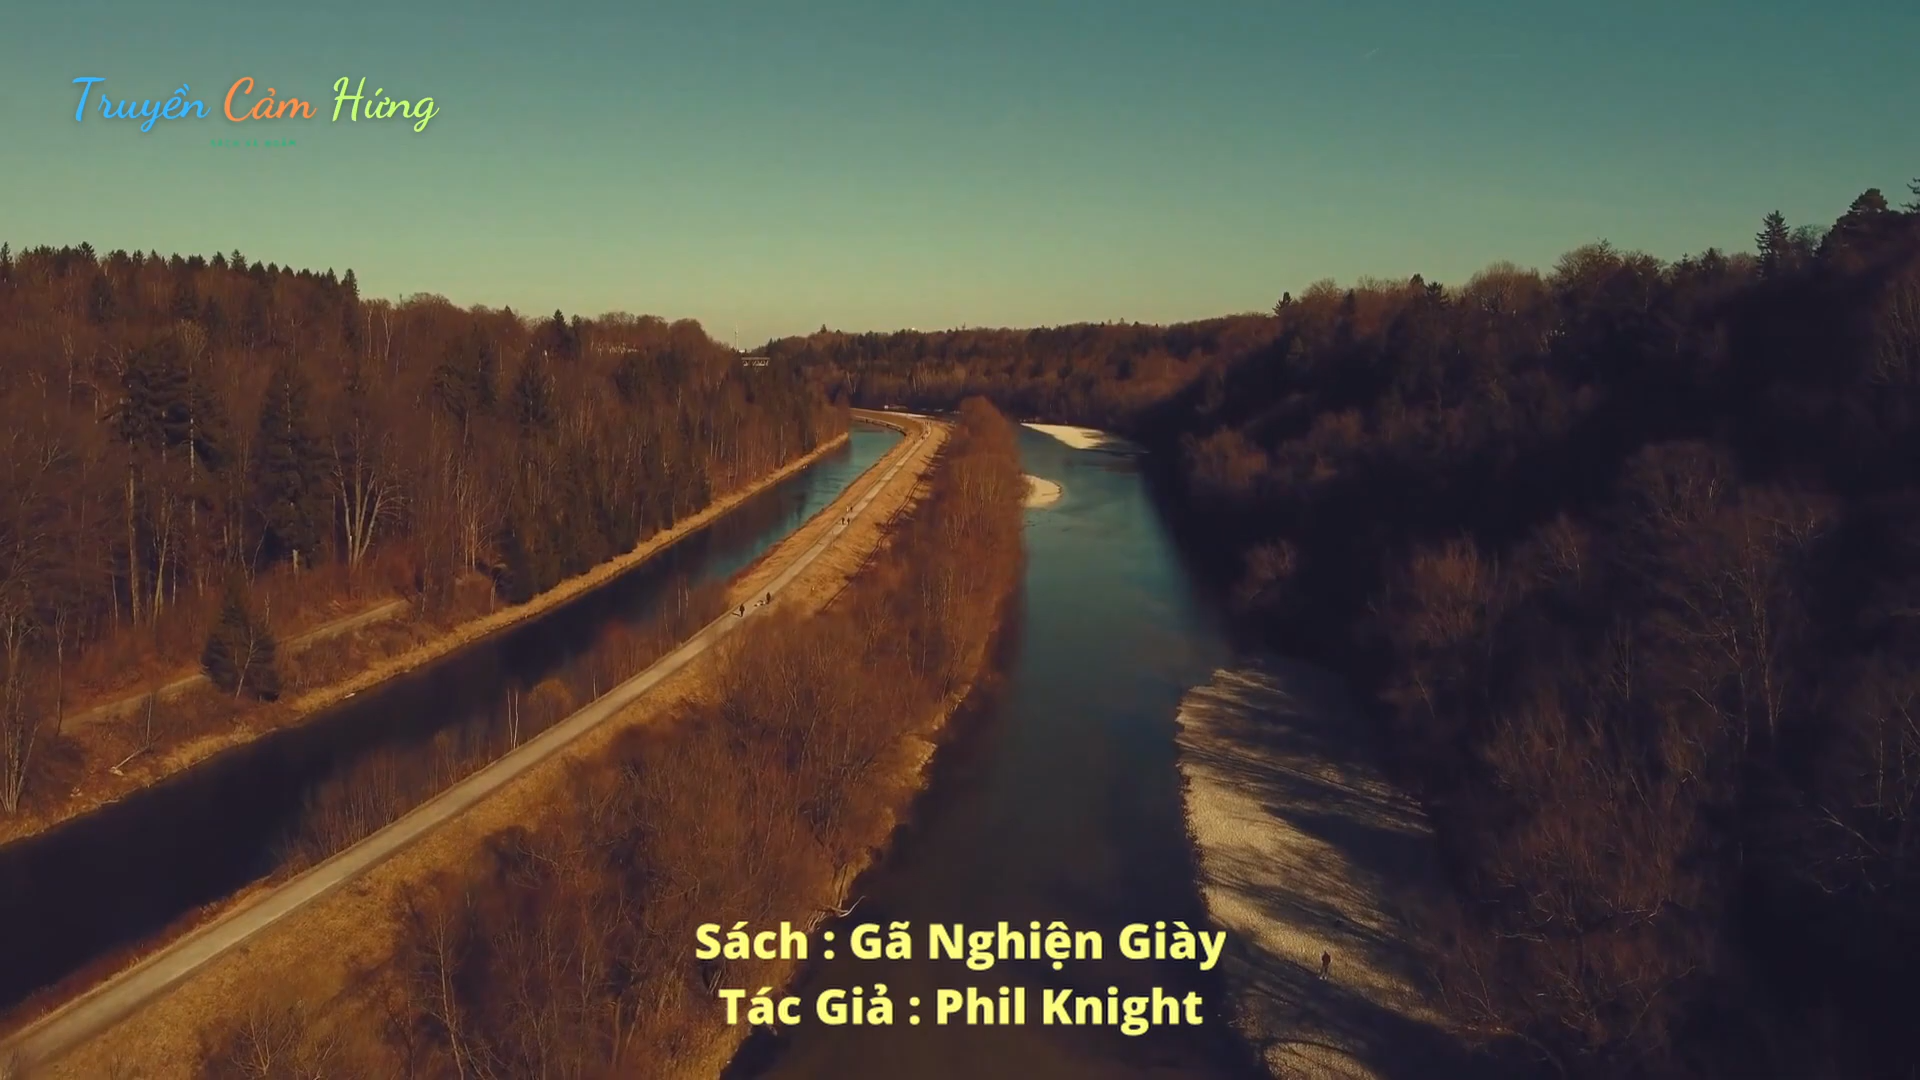 Truyền Cảm Hứng
Sách : Gã Nghiện Giày
Tác Giả : Phil Knight